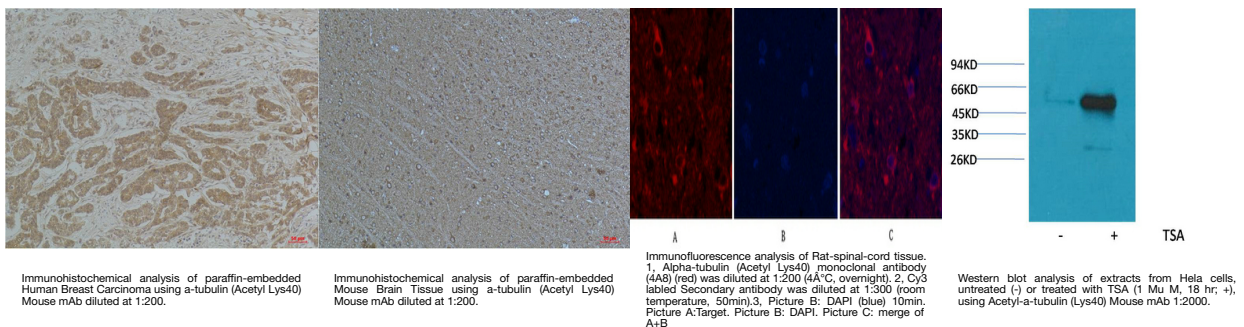 94KD
66KD
45KD
35KD
26KD
A
B
C
-
+
TSA
Immunohistochemical analysis of paraffin-embedded
Human Breast Carcinoma using a-tubulin (Acetyl Lys40)
Mouse mAb diluted at 1:200.
Immunohistochemical analysis of paraffin-embedded
Mouse Brain Tissue using a-tubulin (Acetyl Lys40)
Mouse mAb diluted at 1:200.
Immunofluorescence analysis of Rat-spinal-cord tissue.
1, Alpha-tubulin (Acetyl Lys40) monoclonal antibody
(4A8) (red) was diluted at 1:200 (4Â°C, overnight). 2, Cy3
labled Secondary antibody was diluted at 1:300 (room
temperature, 50min).3, Picture B: DAPI (blue) 10min.
Picture A:Target. Picture B: DAPI. Picture C: merge of
A+B
Western blot analysis of extracts from Hela cells,
untreated (-) or treated with TSA (1 Mu M, 18 hr; +),
using Acetyl-a-tubulin (Lys40) Mouse mAb 1:2000.